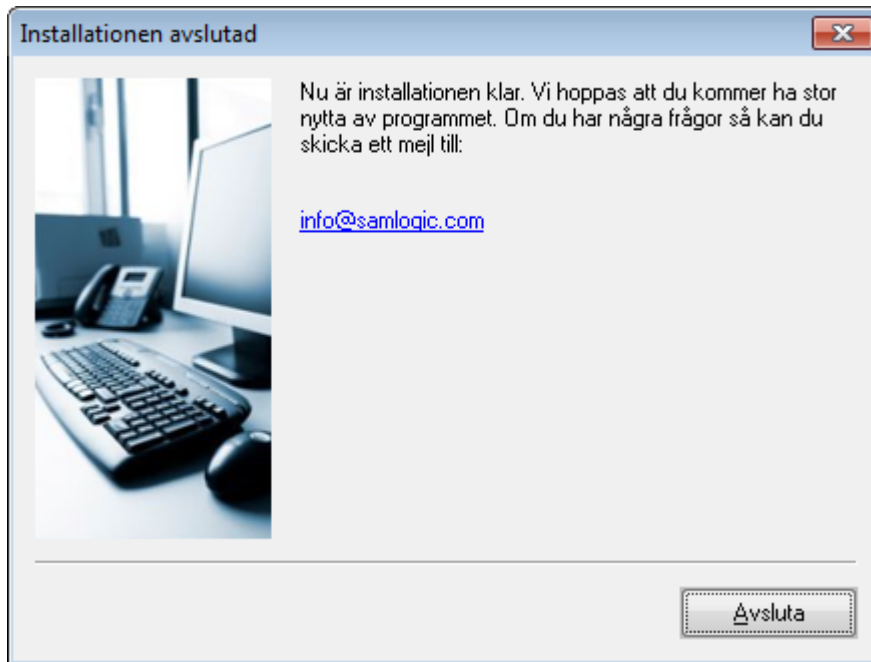 Installationen avslutad
Nu är installationen klar. Vi hoppas att du kommer ha stor
nytta av programmet. Om du har några frågor så kan du
skicka ett mejl till:
info@samlogic.com
Avsluta